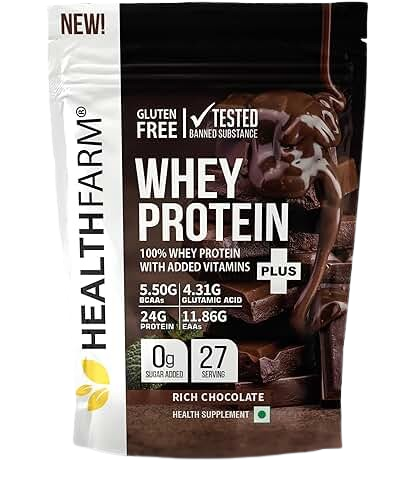 NEW!
HEALTHFARM®
GLUTEN FREE
TESTED
BANNED SUBSTANCE
WHEY
PROTEIN
100% WHEY PROTEIN
WITH ADDED VITAMINS
PLUS
5.50G
BCAAs
4.31G
GLUTAMIC ACID
24G
PROTEIN
11.86G
EAAs
0g
SUGAR ADDED
27
SERVING
RICH CHOCOLATE
HEALTH SUPPLEMENT